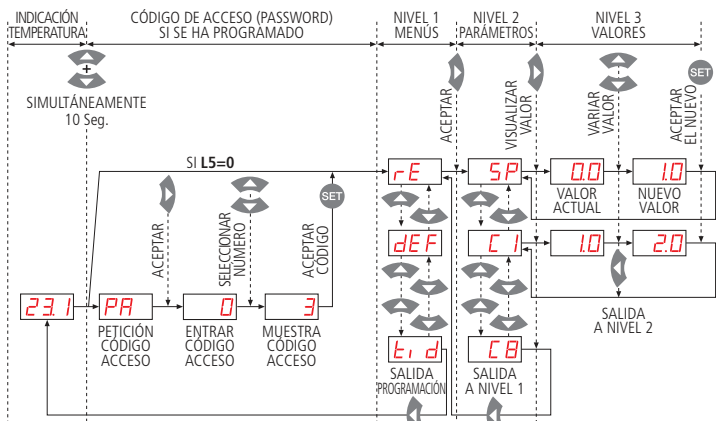 INDICACIÓN
TEMPERATURA
CÓDIGO DE ACCESO (PASSWORD)
SI SE HA PROGRAMADO
NIVEL 1
MENÚS
NIVEL 2
PARÁMETROS
NIVEL 3
VALORES
+
SIMULTÁNEAMENTE
10 Seg.
ACEPTAR
VISUALIZAR
VALOR
VARIAR
VALOR
SET
ACEPTAR
EL NUEVO
SI L5=0
ACEPTAR
SELECCIONAR
NÚMERO
SET
ACEPTAR
CÓDIGO
rE
SP
0.0
1.0
VALOR
ACTUAL
NUEVO
VALOR
dEF
C1
1.0
2.0
SALIDA
A NIVEL 2
23.1
PA
0
3
PETICIÓN
CÓDIGO
ACCESO
ENTRAR
CÓDIGO
ACCESO
MUESTRA
CÓDIGO
ACCESO
tid
C8
SALIDA
PROGRAMACIÓN
SALIDA
A NIVEL 1